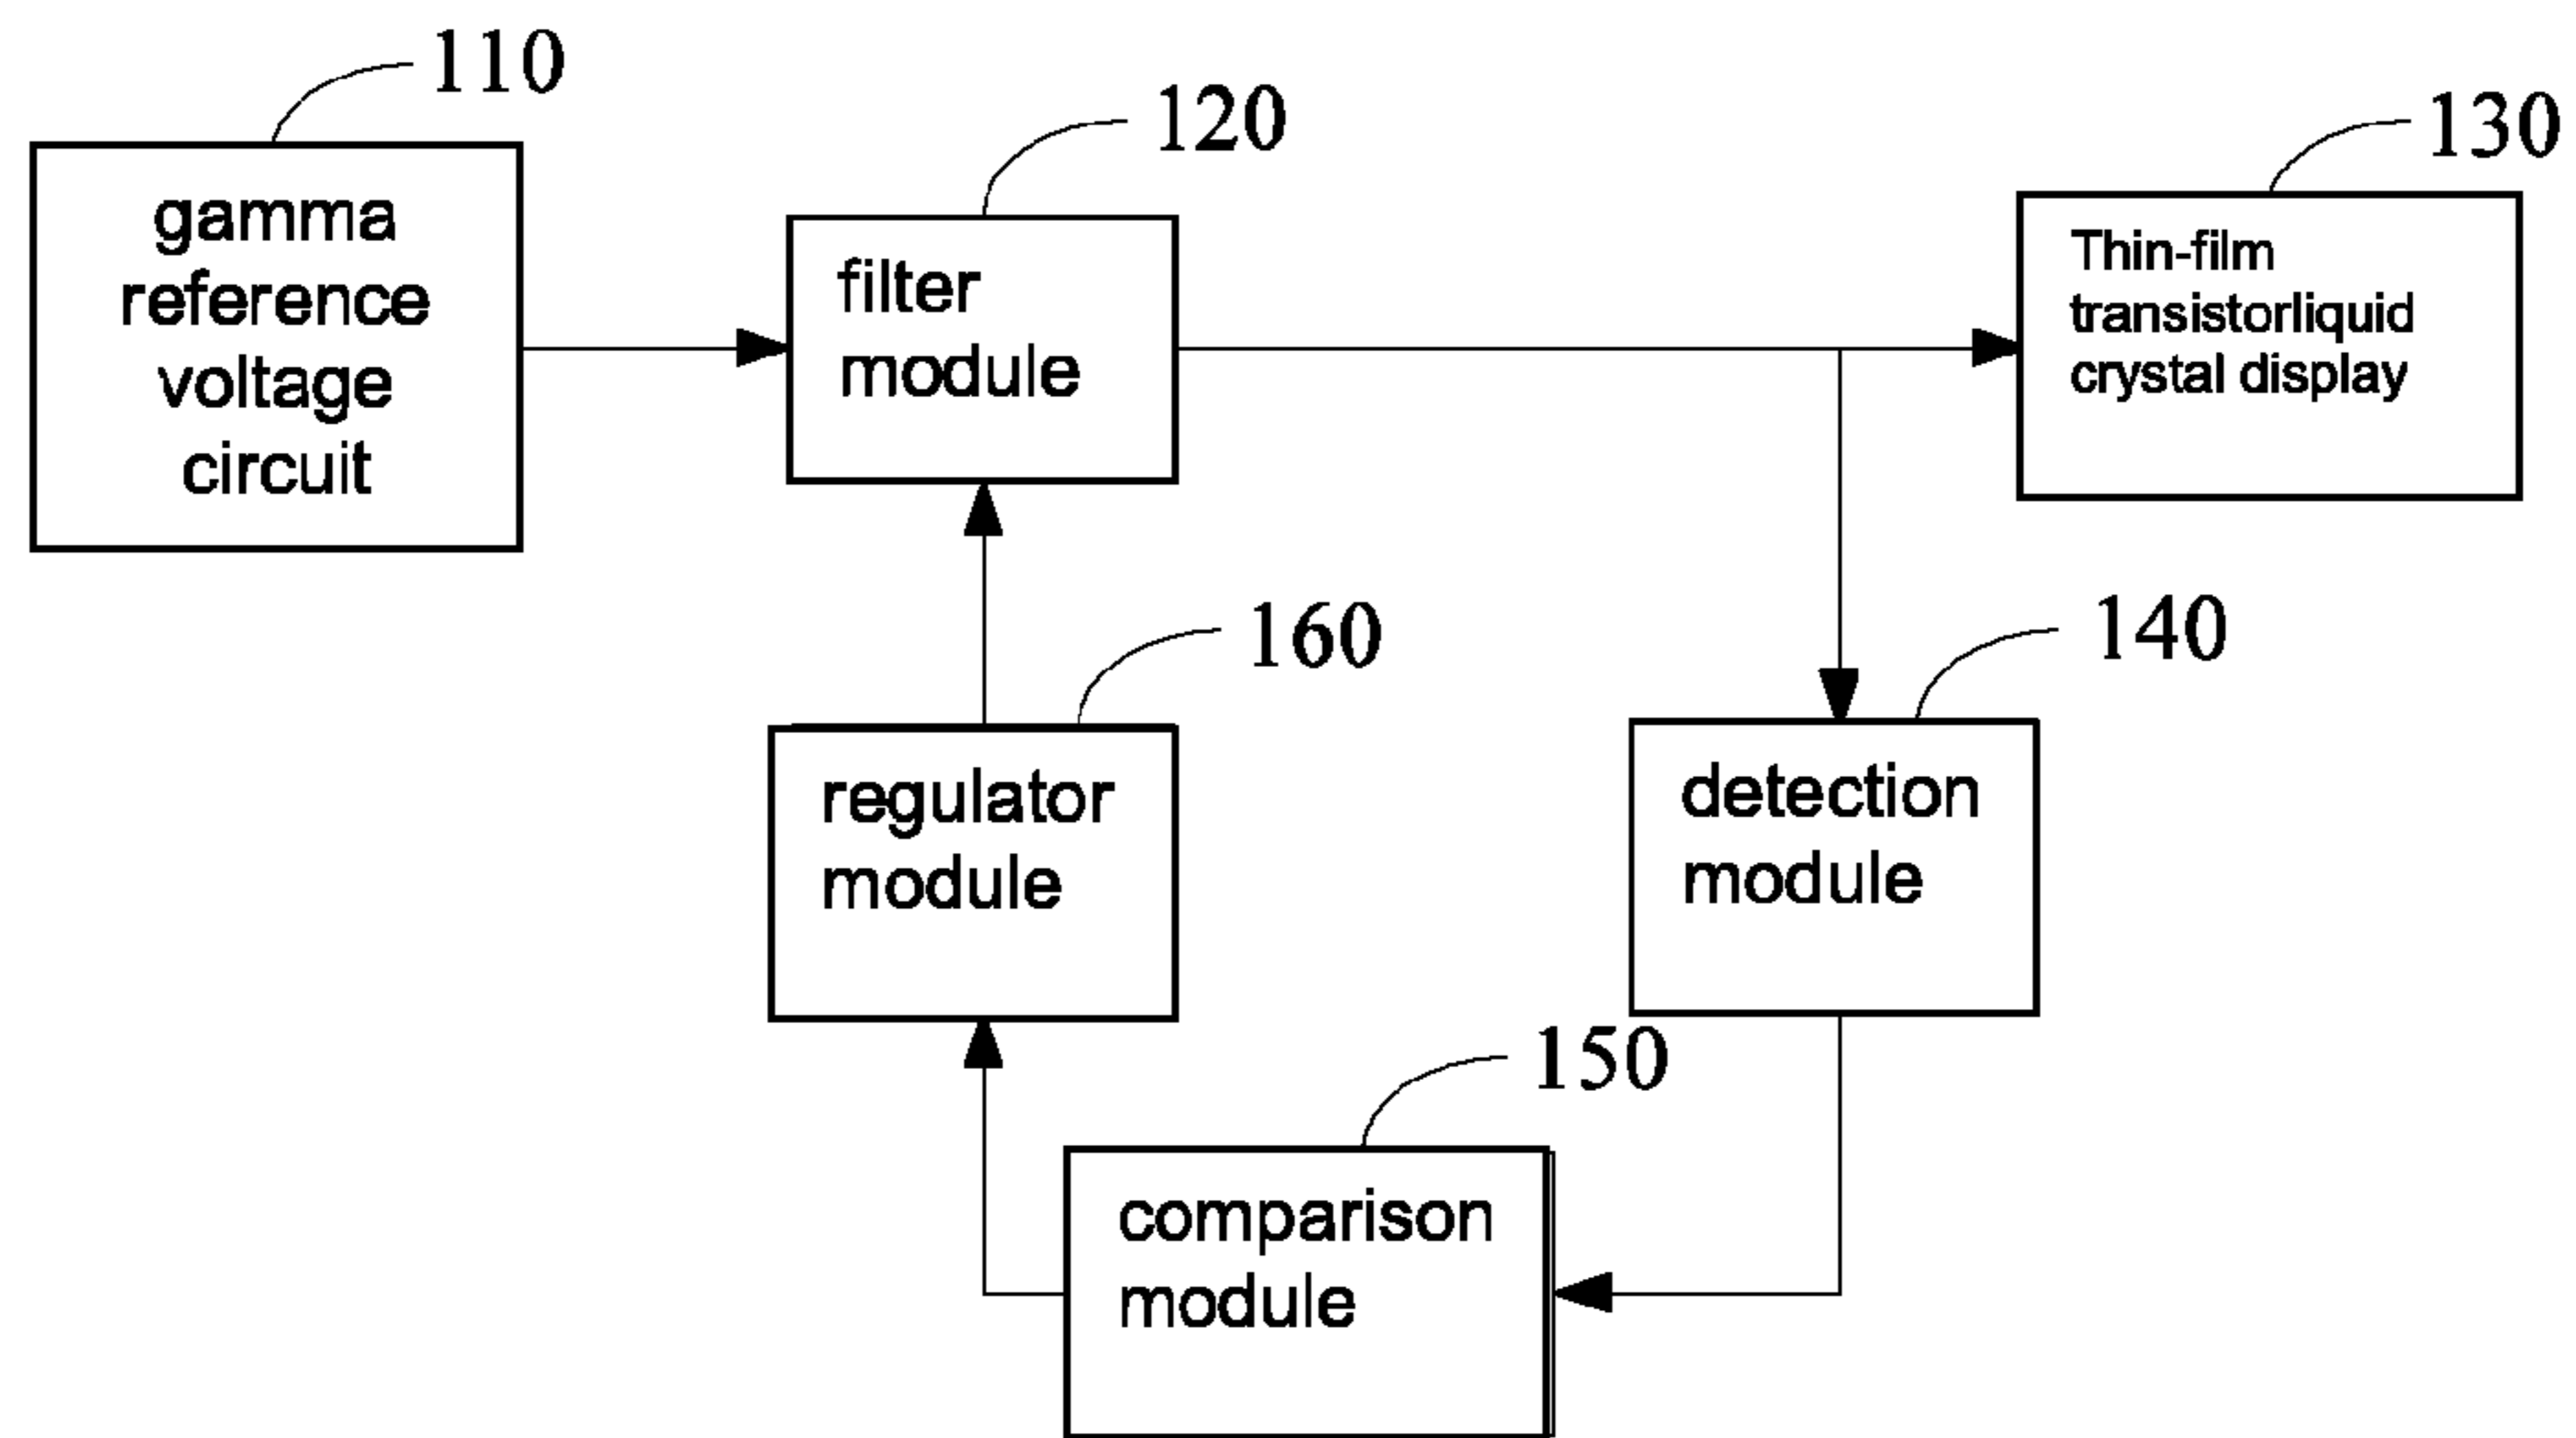 110
gamma
reference
voltage
circuit
120
filter
module
130
Thin-film
transistorliquid
crystal display
160
regulator
module
140
detection
module
150
comparison
module